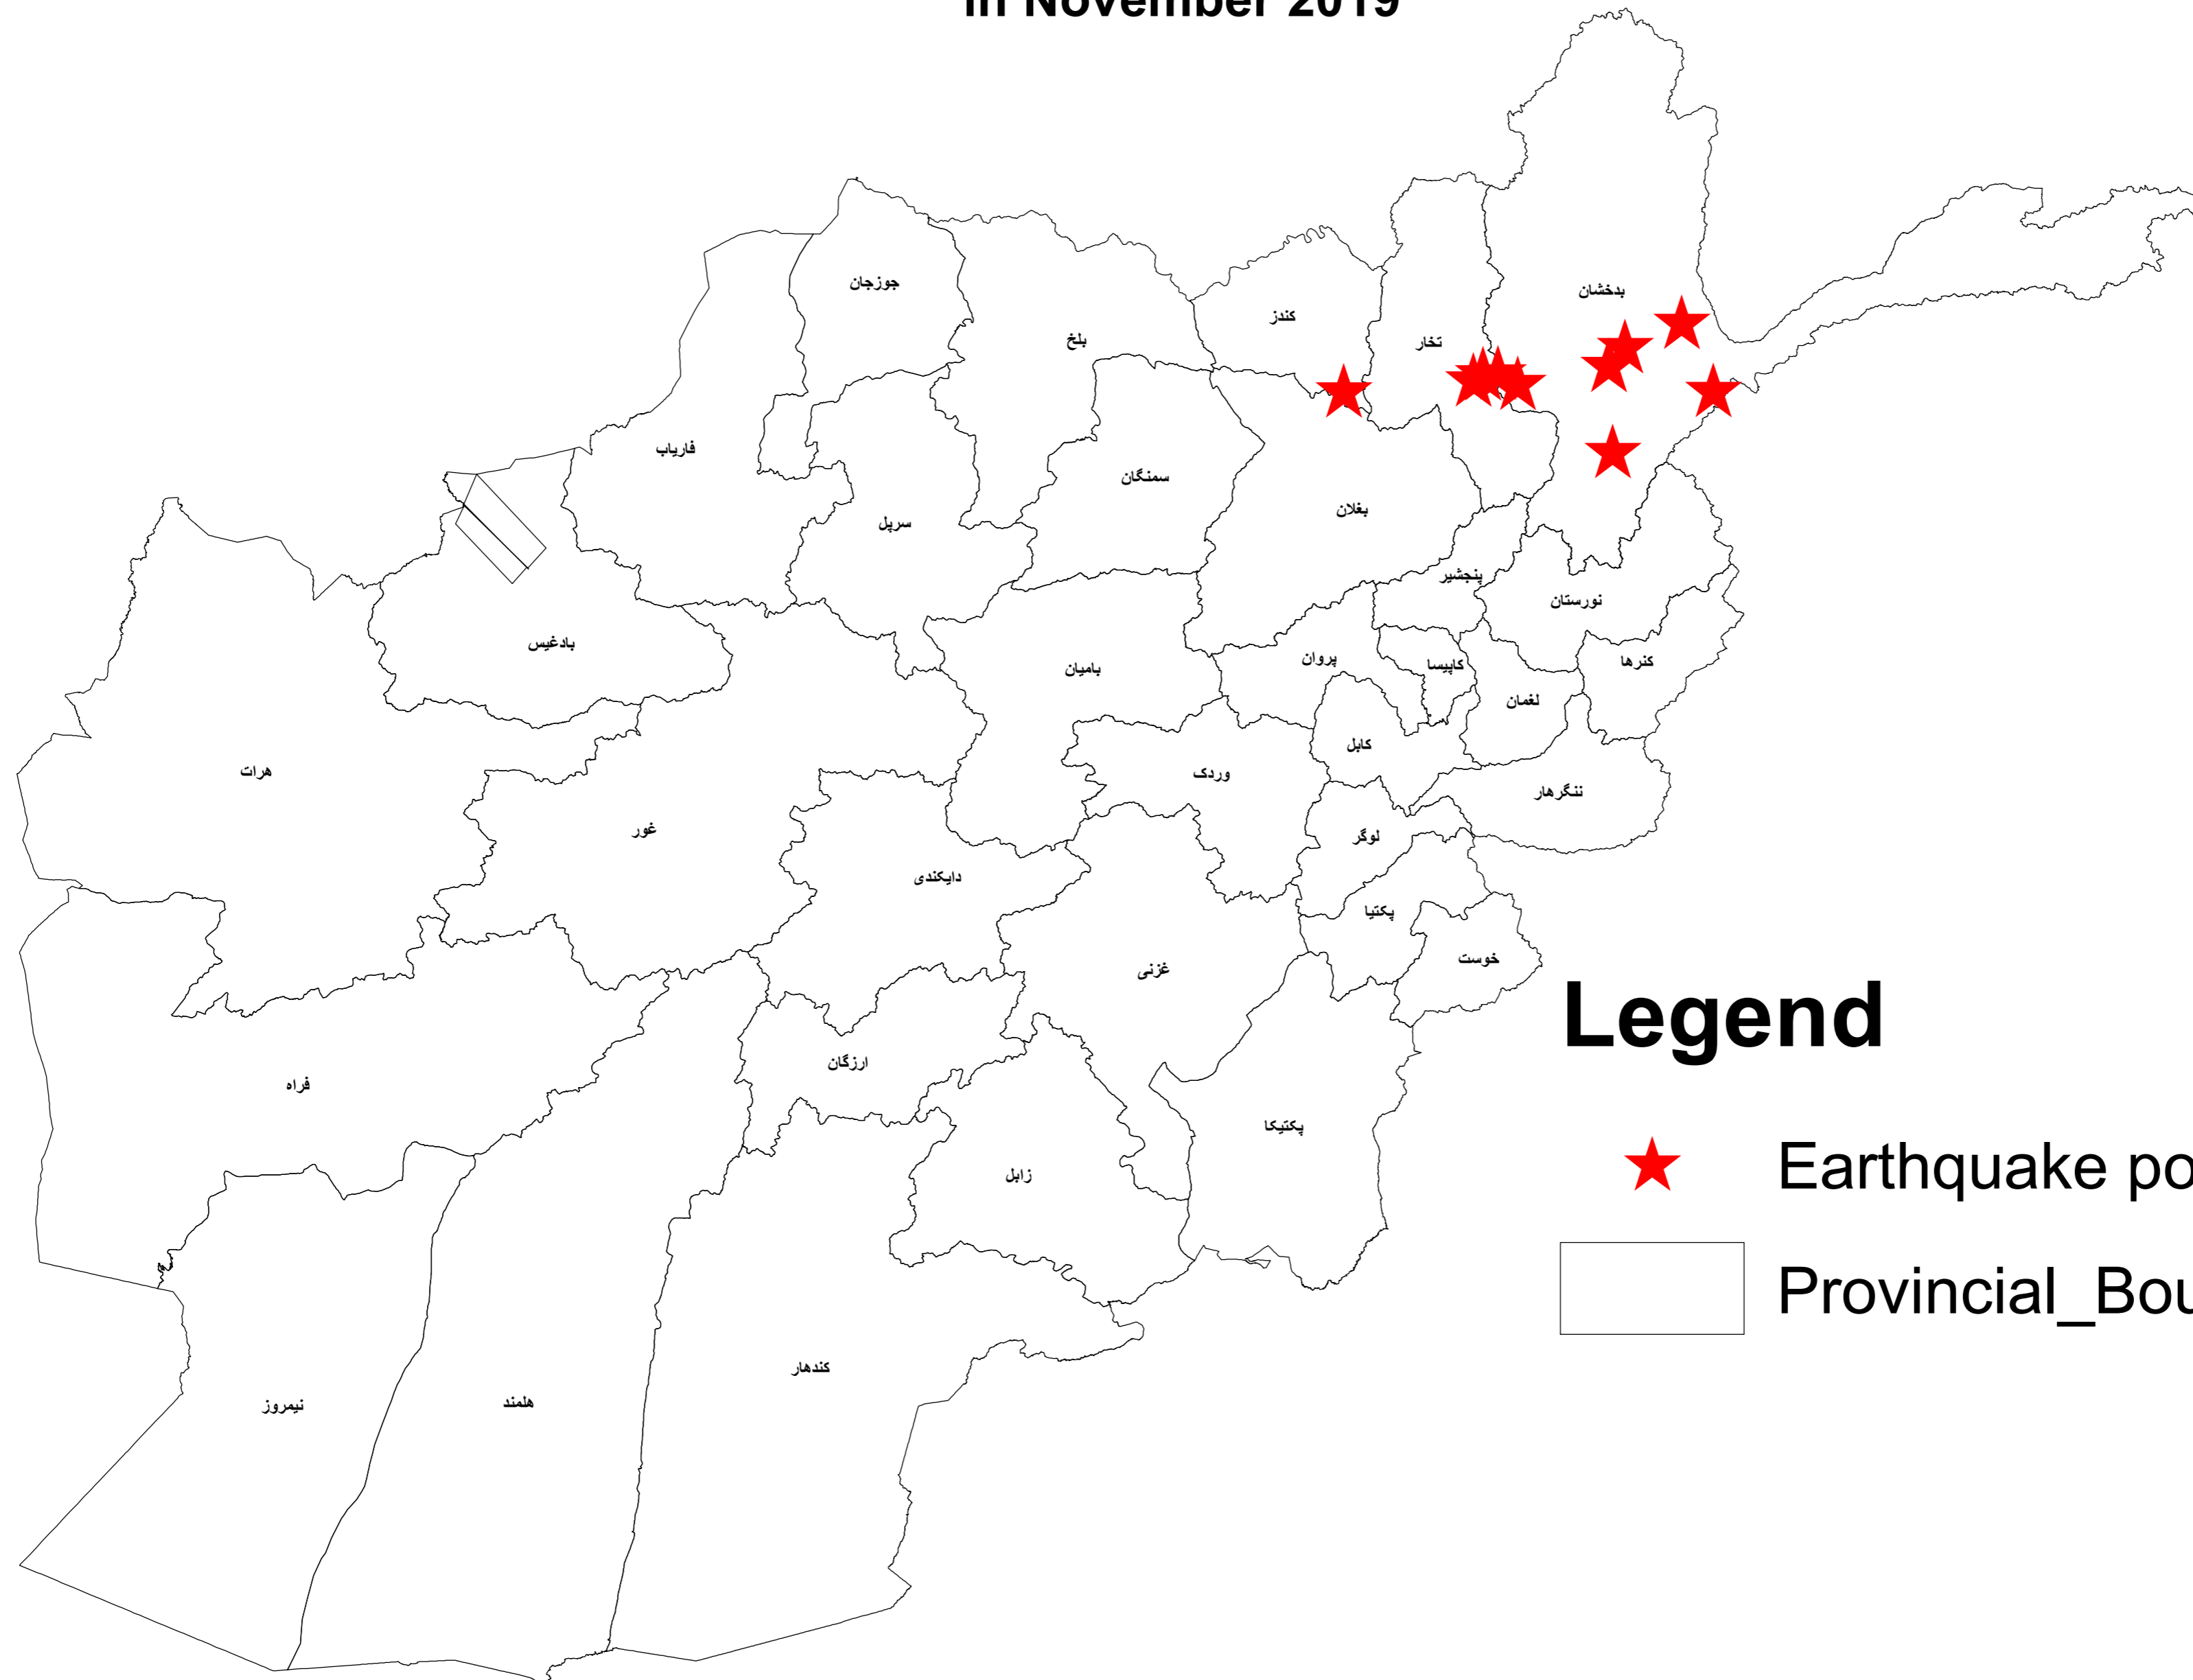 in November 2019
جوزجان
بدخشان
کندز
بلخ
تخار
فاریاب
سمنگان
سرپل
بغلان
پنجشیر
نورستان
بادغیس
بامیان
پروان
کاپیسا
کنرها
لغمان
کابل
هرات
وردک
ننگرهار
غور
لوگر
دایکندی
پکتیا
خوست
غزنی
Legend
ارزگان
فراه
پکتیکا
زابل
Earthquake po
Provincial_Bou
کندهار
هلمند
نیمروز